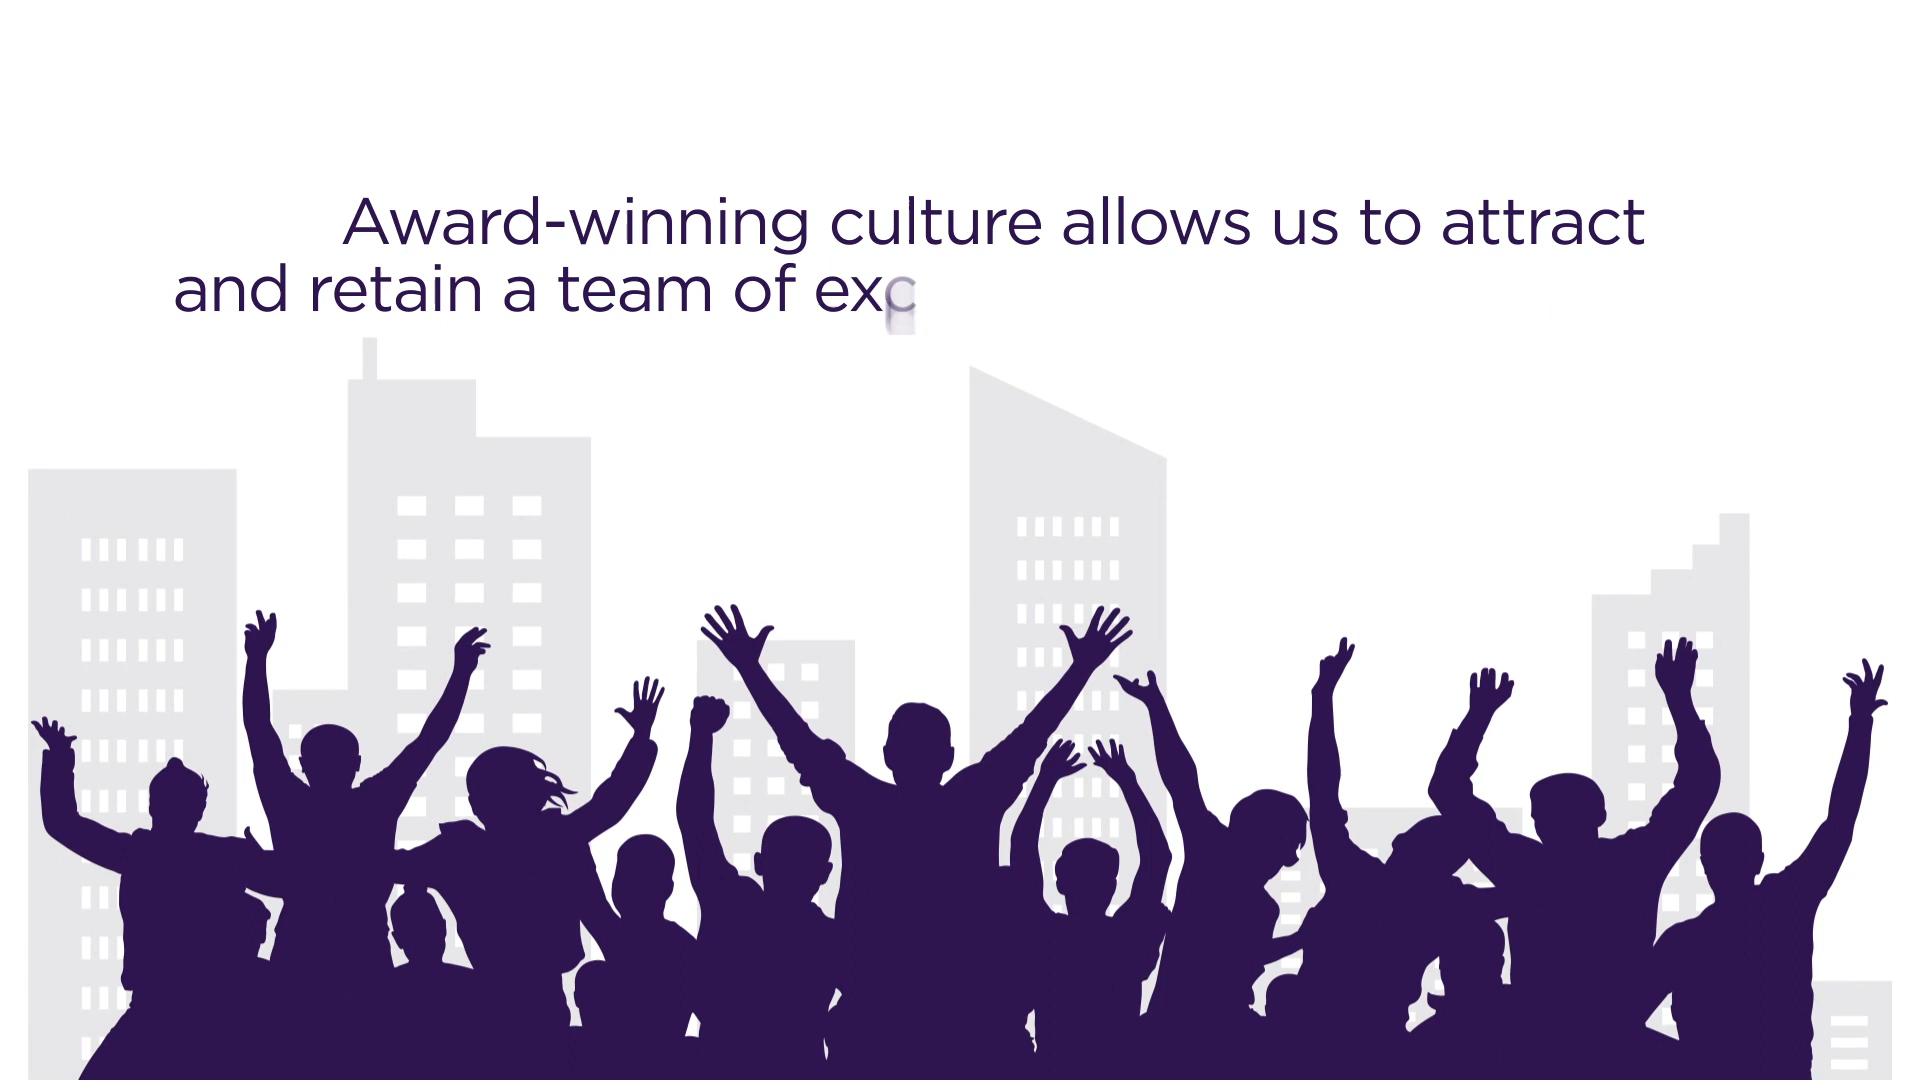 Award-winning culture allows us to attract
and retain a team of ex